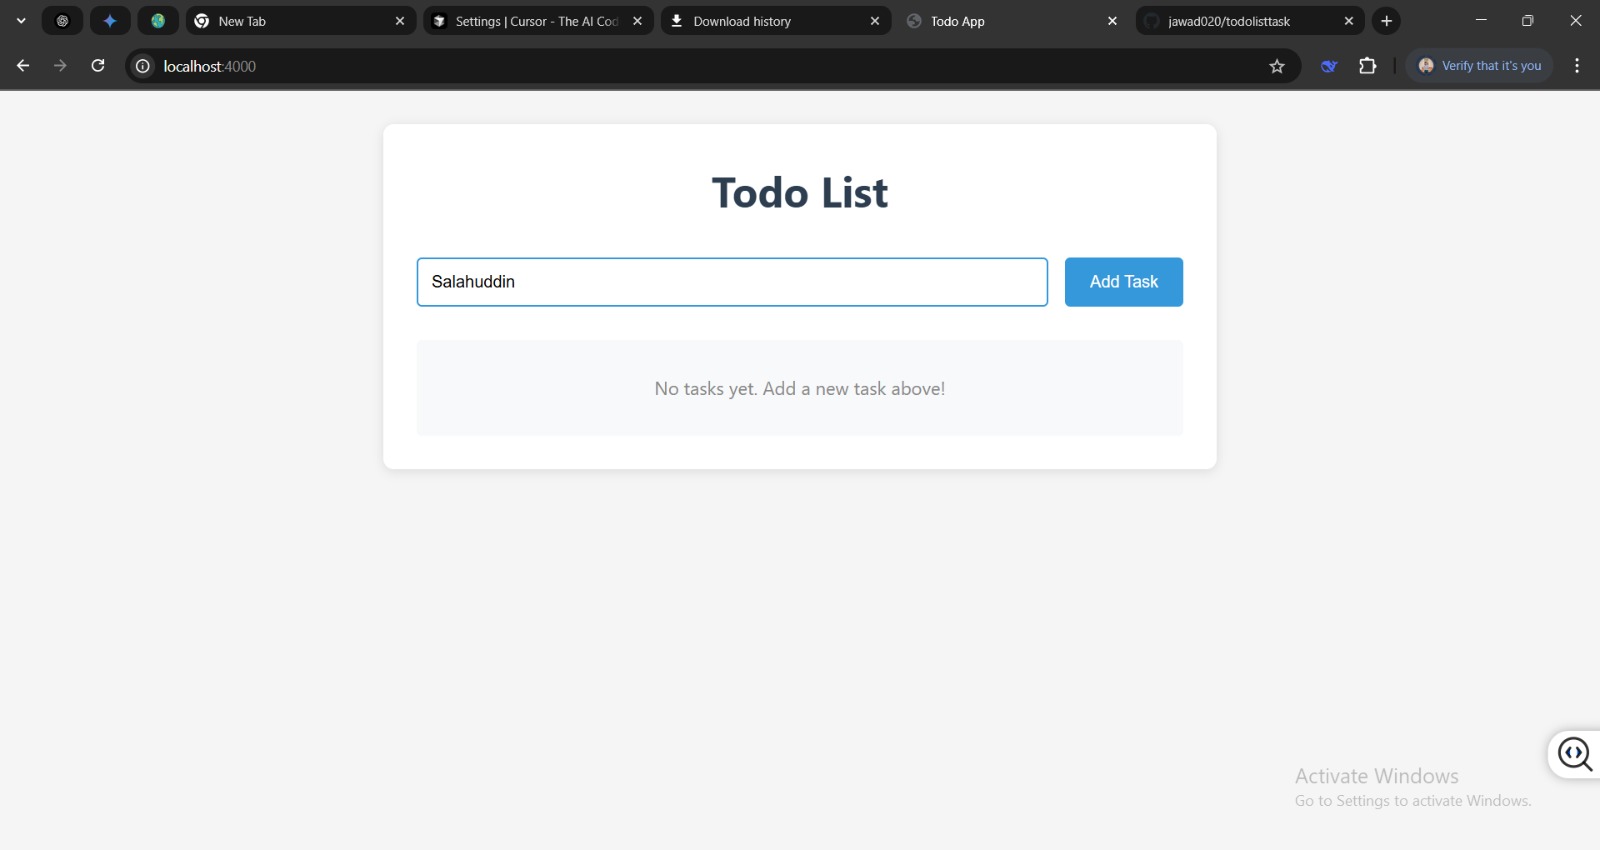 New Tab
Settings | Cursor - The AI Cod
Download history
Todo App
jawad020/todolisttask
localhost:4000
Verify that it's you
Todo List
Salahuddin
Add Task
No tasks yet. Add a new task above!
Activate Windows
Go to Settings to activate Windows.